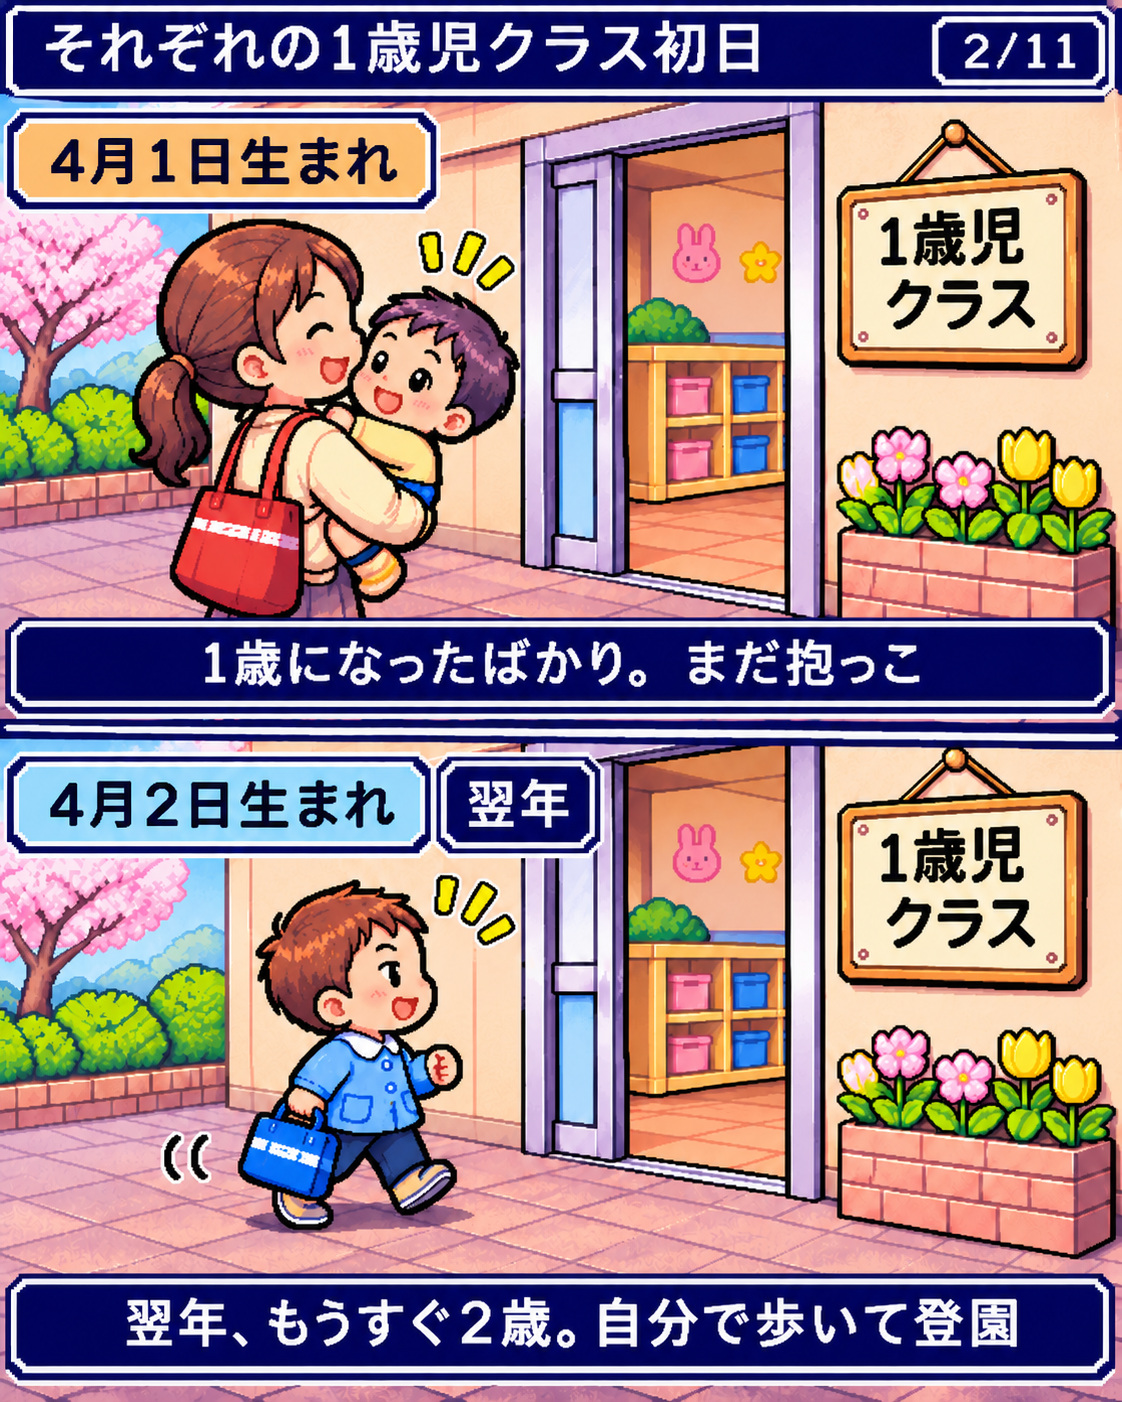 それぞれの1歳児クラス初日
2/11
4月1日生まれ
1歳児
クラス
1歳になったばかり。まだ抱っこ
4月2日生まれ
翌年
1歳児
クラス
翌年、もうすぐ2歳。自分で歩いて登園